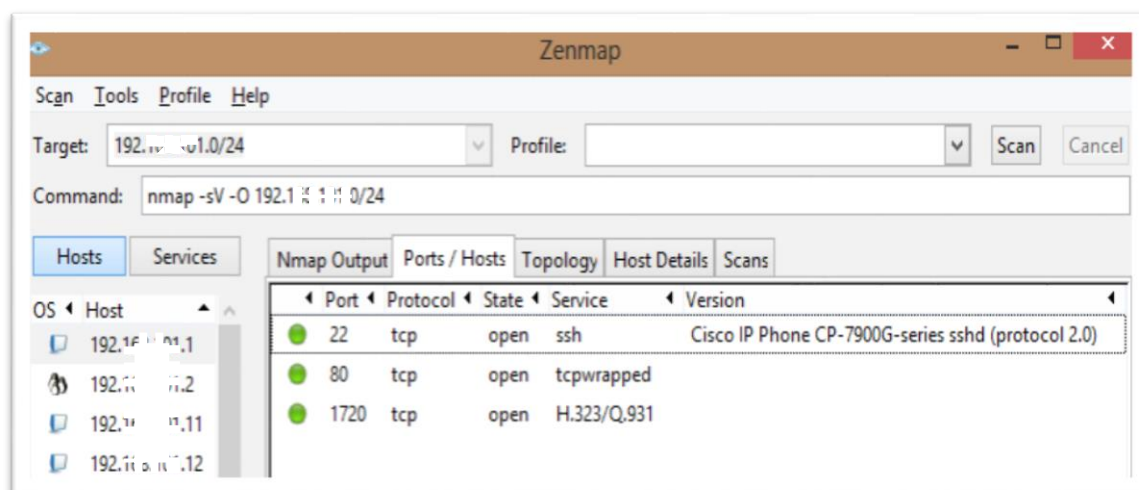 Zenmap
Scan Tools Profile Help
Target: Profile: Scan Cancel
Command: nmap -sV -O
Hosts Services
Nmap Output Ports / Hosts Topology Host Details Scans
OS Host
Port Protocol State Service Version
22 tcp open ssh Cisco IP Phone CP-7900G-series sshd (protocol 2.0)
80 tcp open tcpwrapped
1720 tcp open H.323/Q.931